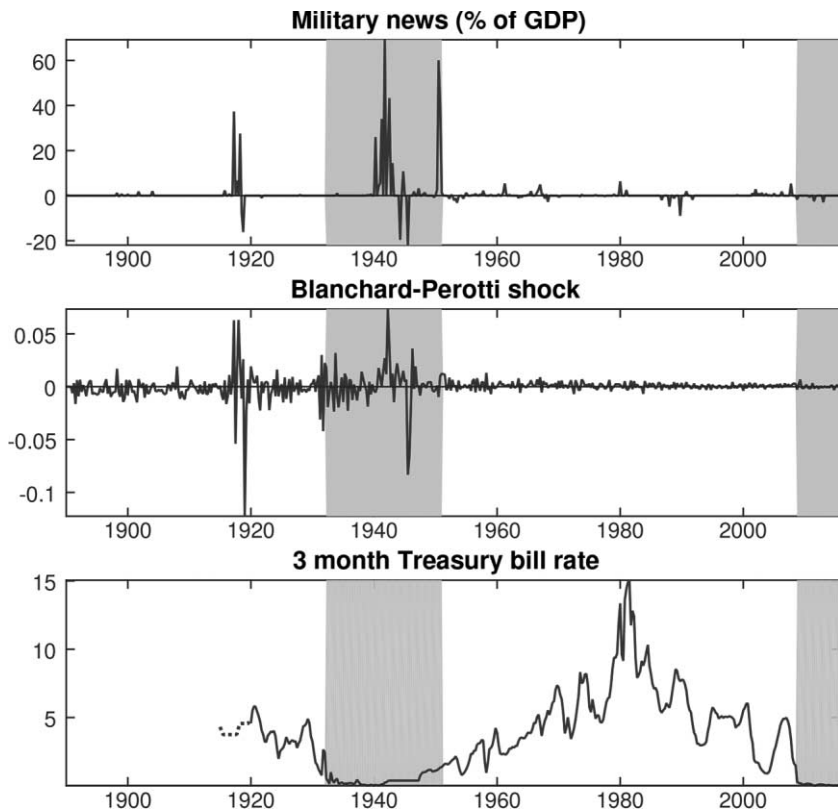 Military news (% of GDP)
60
40
20
0
-20
1900 1920 1940 1960 1980 2000
Blanchard-Perotti shock
0.05
0
-0.05
-0.1
1900 1920 1940 1960 1980 2000
3 month Treasury bill rate
15
10
5
1900 1920 1940 1960 1980 2000